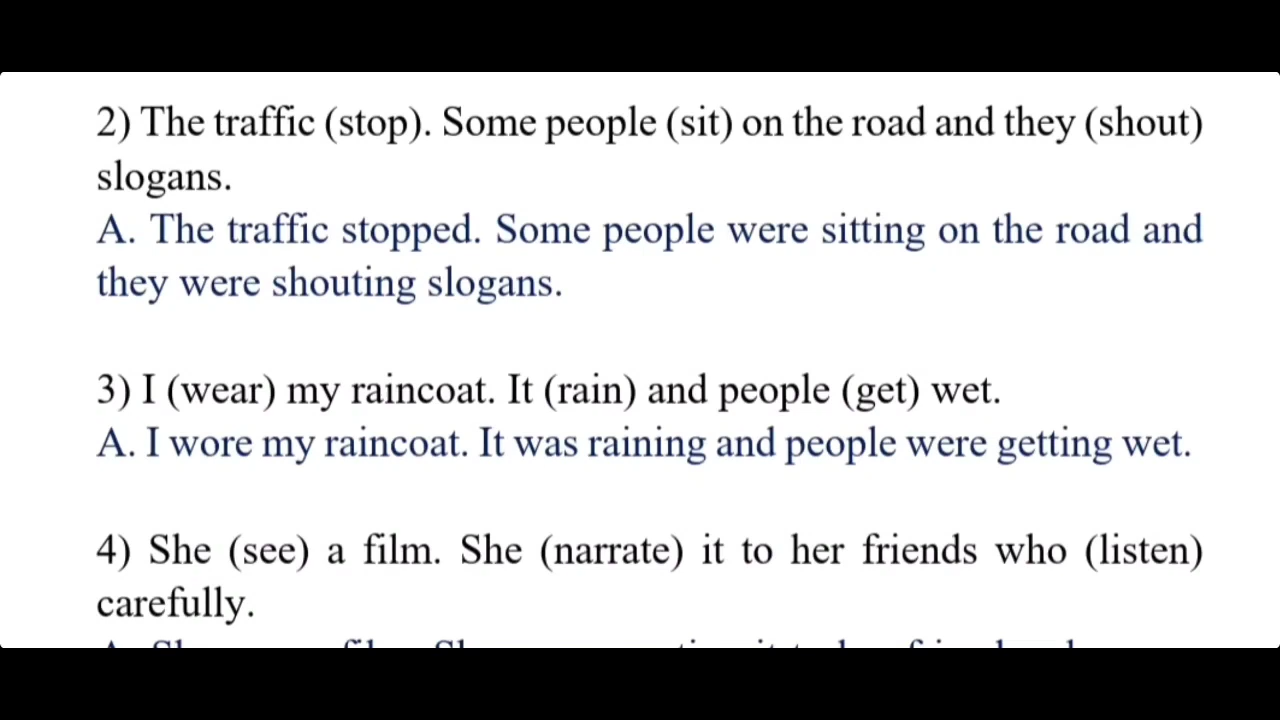 2) The traffic (stop). Some people (sit) on the road and they (shout)
slogans.
A. The traffic stopped. Some people were sitting on the road and
they were shouting slogans.
3) I (wear) my raincoat. It (rain) and people (get) wet.
A. I wore my raincoat. It was raining and people were getting wet.
4) She (see) a film. She (narrate) it to her friends who (listen)
carefully.